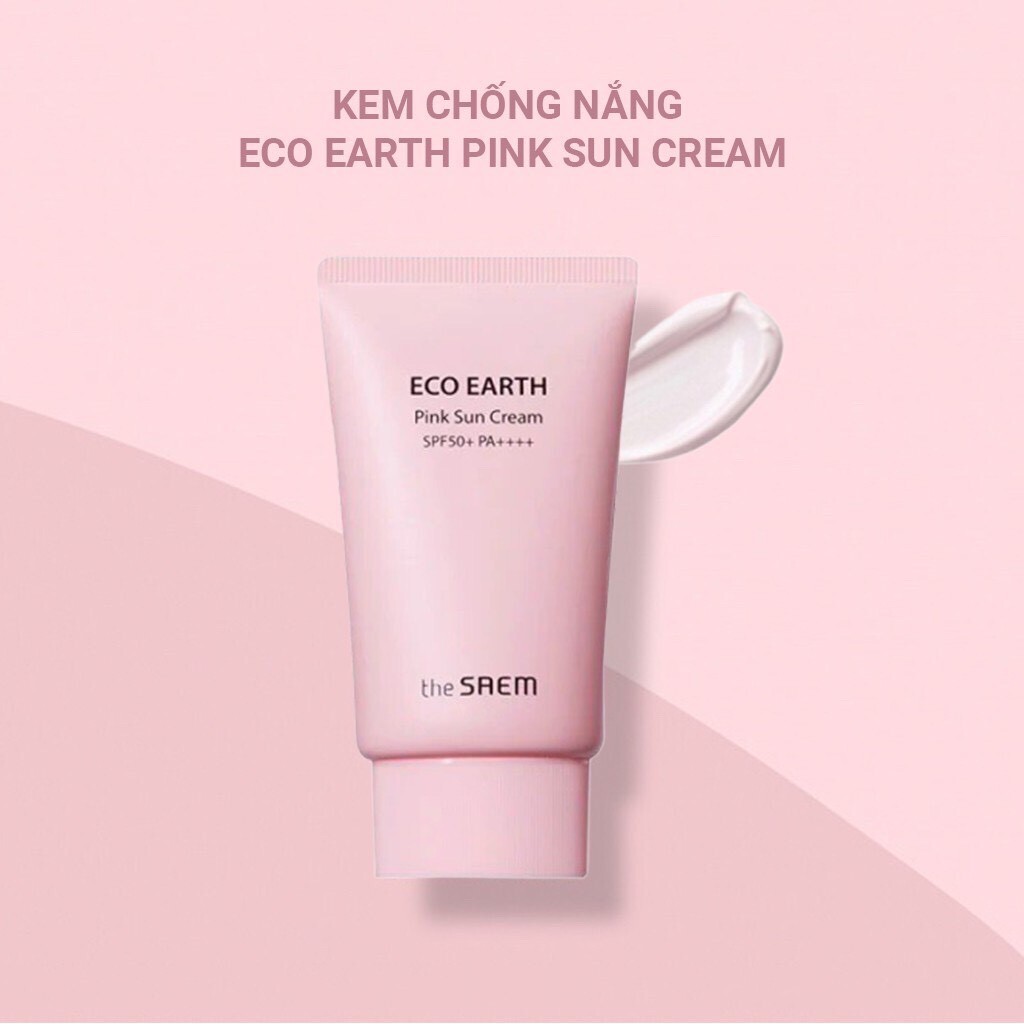 KEM CHỐNG NẮNG
ECO EARTH PINK SUN CREAM
ECO EARTH
Pink Sun Cream
SPF50+ PA++++
the SAEM